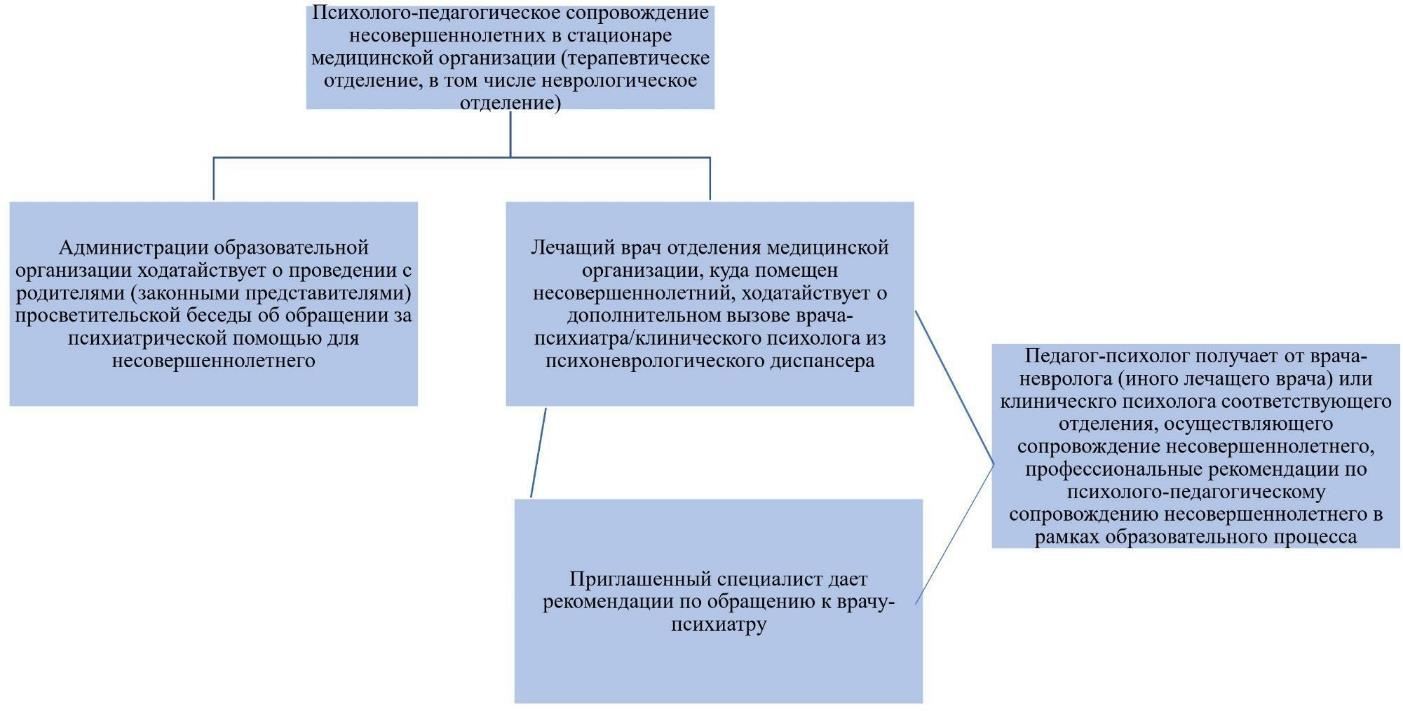 Психолого-педагогическое сопровождение
несовершеннолетних в стационаре
медицинской организации (терапевтическе
отделение, в том числе неврологическое
отделение)
Администрации образовательной
организации ходатайствует о проведении с
родителями (законными представителями)
просветительской беседы об обращении за
психиатрической помощью для
несовершеннолетнего
Лечащий врач отделения медицинской
организации, куда помещен
несовершеннолетний, ходатайствует о
дополнительном вызове врача-
психиатра/клинического психолога из
психоневрологического диспансера
Педагог-психолог получает от врача-
невролога (иного лечащего врача) или
клиническго психолога соответствующего
отделения, осуществляющего
сопровождение несовершеннолетнего,
профессиональные рекомендации по
психолого-педагогическому
сопровождению несовершеннолетнего в
рамках образовательного процесса
Приглашенный специалист дает
рекомендации по обращению к врачу-
психиатру